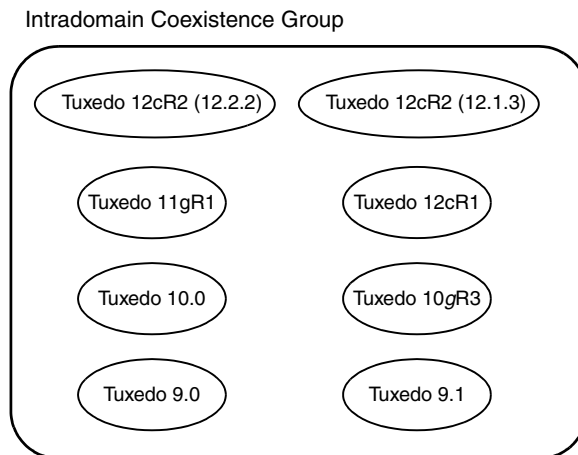 Intradomain Coexistence Group
Tuxedo 12cR2 (12.2.2)
Tuxedo 12cR2 (12.1.3)
Tuxedo 11gR1
Tuxedo 12cR1
Tuxedo 10.0
Tuxedo 10gR3
Tuxedo 9.0
Tuxedo 9.1